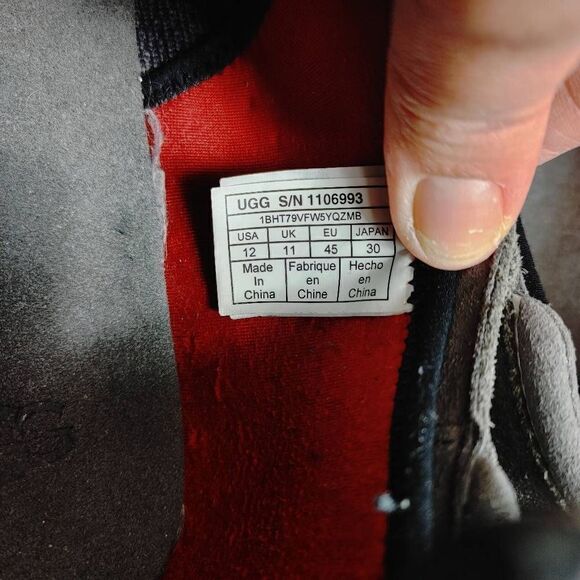 UGG S/N 1106993
1BHT79VFW5YQZMB
USA UK EU JAPAN
12 11 45 30
Made Fabrique Hecho
In en en
China Chine China